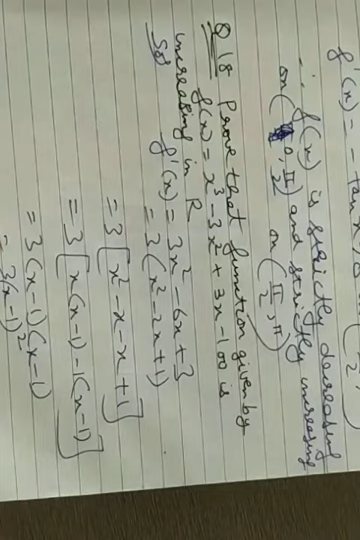 f'(x) = - tan x
∴ f(x) is strictly decreasing
on (0, π/2) and strictly increasing
on (π/2, π)
Q 18 Prove that function given by
f(x) = x³ - 3x² + 3x - 100 is
increasing in R
Sol f'(x) = 3x² - 6x + 3
= 3(x² - 2x + 1)
= 3[x² - x - x + 1]
= 3[x(x-1) - 1(x-1)]
= 3(x-1)(x-1)
= 3(x-1)²